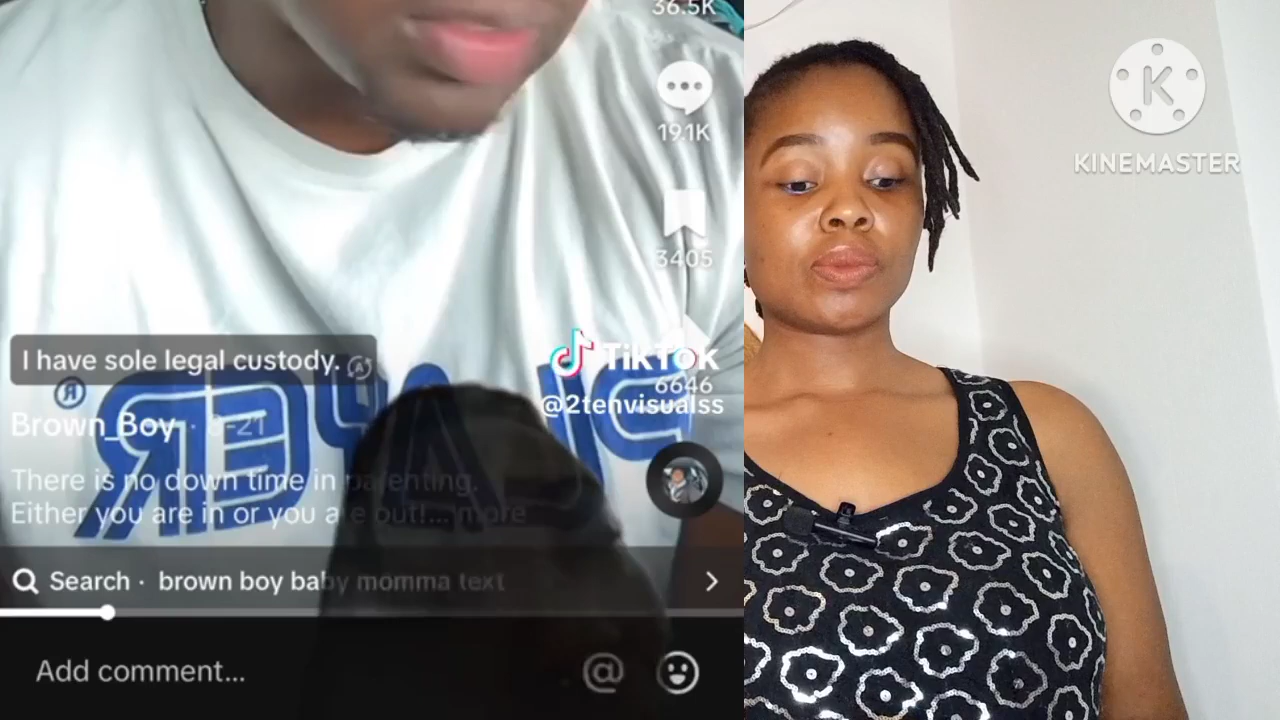 36.5K
19.1K
3405
I have sole legal custody.
TikTok
6646
@2tenvisualss
PLAYER
Brown_Boy ·
There is no down time in parenting.
Either you are in or you are out!... more
Search · brown boy baby momma text
Add comment...
@
K
KINEMASTER